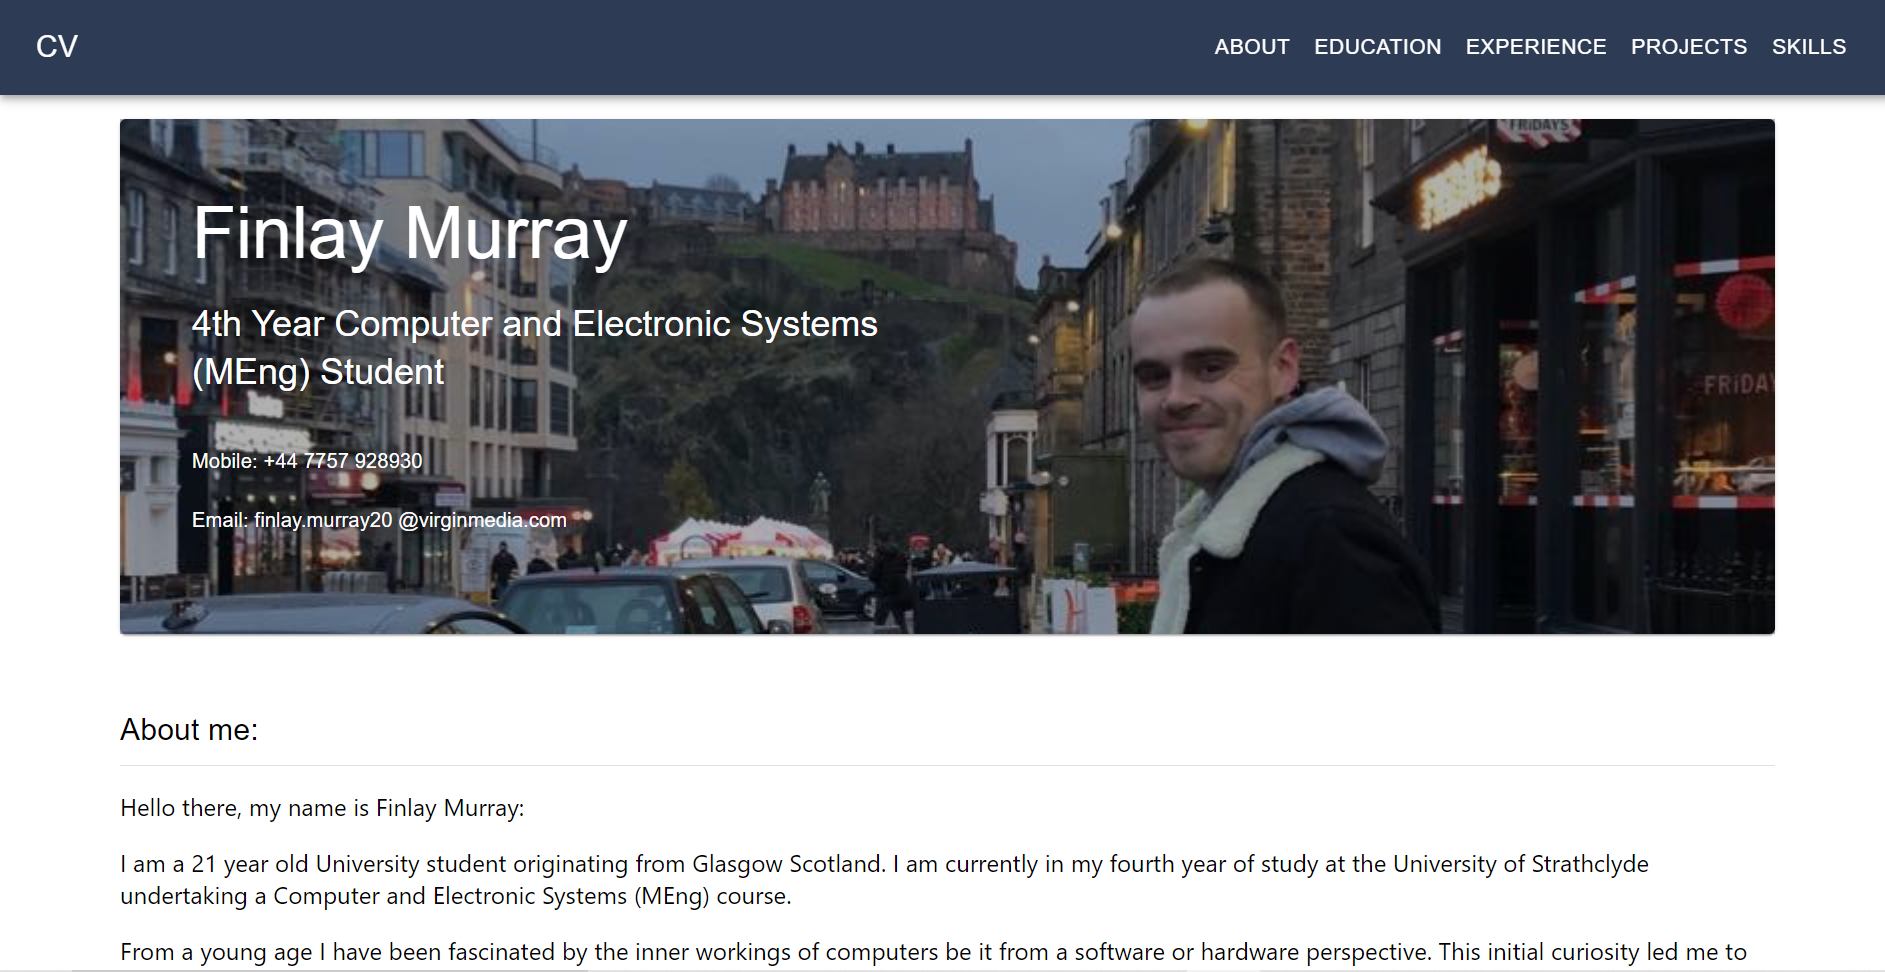 CV
ABOUT EDUCATION EXPERIENCE PROJECTS SKILLS
FRIDAYS
Finlay Murray
4th Year Computer and Electronic Systems
(MEng) Student
FRIDAY
Mobile: +44 7757 928930
Email: finlay.murray20 @virginmedia.com
About me:
Hello there, my name is Finlay Murray:
I am a 21 year old University student originating from Glasgow Scotland. I am currently in my fourth year of study at the University of Strathclyde
undertaking a Computer and Electronic Systems (MEng) course.
From a young age I have been fascinated by the inner workings of computers be it from a software or hardware perspective. This initial curiosity led me to